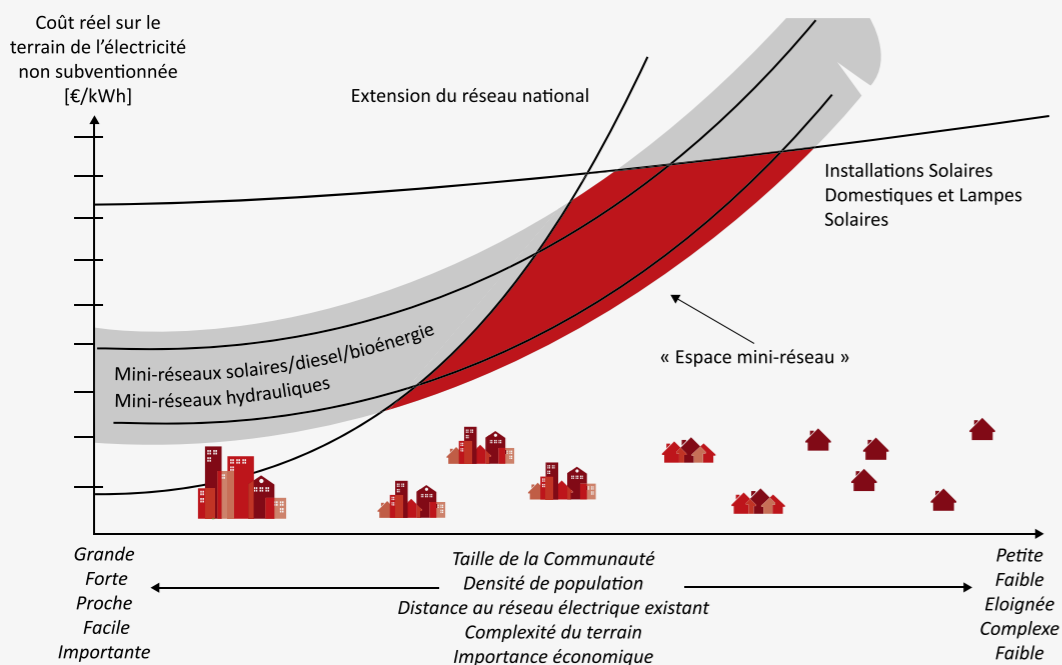 Coût réel sur le
terrain de l'électricité
non subventionnée
[€/kWh]
Extension du réseau national
Installations Solaires
Domestiques et Lampes
Solaires
« Espace mini-réseau »
Mini-réseaux solaires/diesel/bioénergie
Mini-réseaux hydrauliques
Grande
Forte
Proche
Facile
Importante
Taille de la Communauté
Densité de population
Distance au réseau électrique existant
Complexité du terrain
Importance économique
Petite
Faible
Eloignée
Complexe
Faible